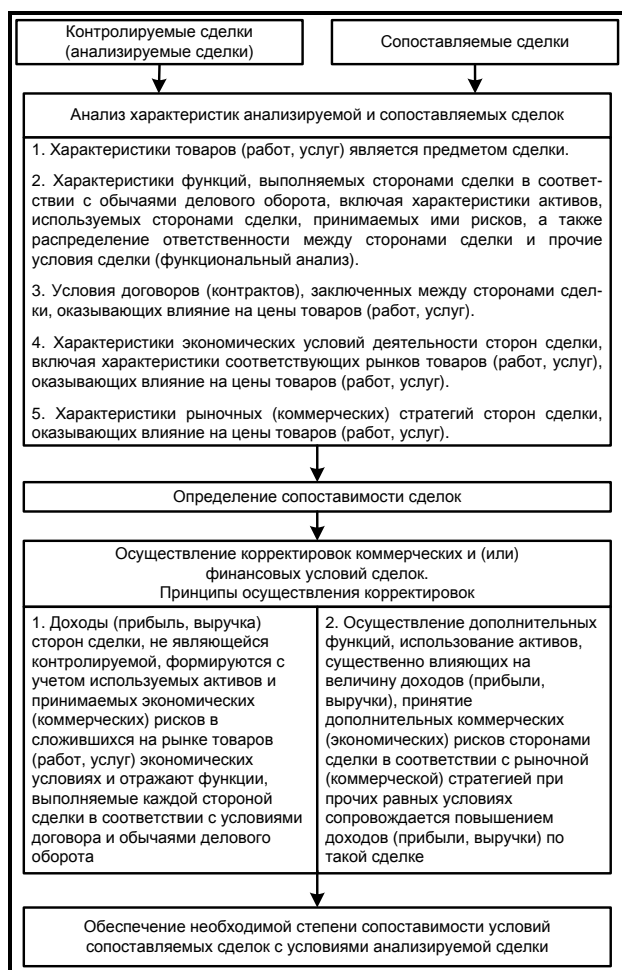 Контролируемые сделки
(анализируемые сделки)
Сопоставляемые сделки
Анализ характеристик анализируемой и сопоставляемых сделок
1. Характеристики товаров (работ, услуг) является предметом сделки.
2. Характеристики функций, выполняемых сторонами сделки в соответ-
ствии с обычаями делового оборота, включая характеристики активов,
используемых сторонами сделки, принимаемых ими рисков, а также
распределение ответственности между сторонами сделки и прочие
условия сделки (функциональный анализ).
3. Условия договоров (контрактов), заключенных между сторонами сдел-
ки, оказывающих влияние на цены товаров (работ, услуг).
4. Характеристики экономических условий деятельности сторон сделки,
включая характеристики соответствующих рынков товаров (работ, услуг),
оказывающих влияние на цены товаров (работ, услуг).
5. Характеристики рыночных (коммерческих) стратегий сторон сделки,
оказывающих влияние на цены товаров (работ, услуг).
Определение сопоставимости сделок
Осуществление корректировок коммерческих и (или)
финансовых условий сделок.
Принципы осуществления корректировок
1. Доходы (прибыль, выручка)
сторон сделки, не являющейся
контролируемой, формируются с
учетом используемых активов и
принимаемых экономических
(коммерческих) рисков в
сложившихся на рынке товаров
(работ, услуг) экономических
условиях и отражают функции,
выполняемые каждой стороной
сделки в соответствии с условиями
договора и обычаями делового
оборота
2. Осуществление дополнительных
функций, использование активов,
существенно влияющих на
величину доходов (прибыли,
выручки), принятие
дополнительных коммерческих
(экономических) рисков сторонами
сделки в соответствии с рыночной
(коммерческой) стратегией при
прочих равных условиях
сопровождается повышением
доходов (прибыли, выручки) по
такой сделке
Обеспечение необходимой степени сопоставимости условий
сопоставляемых сделок с условиями анализируемой сделки